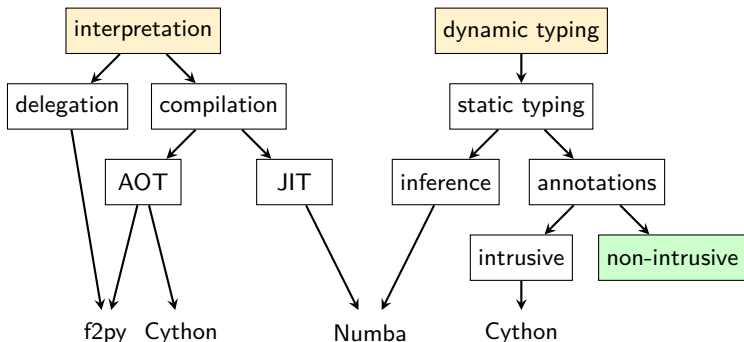 interpretation
dynamic typing
delegation
compilation
static typing
AOT
JIT
inference
annotations
intrusive
non-intrusive
f2py
Cython
Numba
Cython